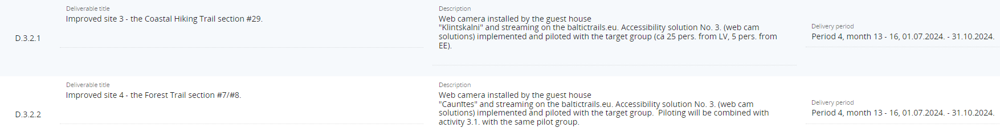 Deliverable title
Improved site 3 - the Coastal Hiking Trail section #29.
D.3.2.1
Description
Web camera installed by the guest house
"Klintskalni" and streaming on the baltictrails.eu. Accessibility solution No. 3. (web cam
solutions) implemented and piloted with the target group (ca 25 pers. from LV, 5 pers. from
EE).
Delivery period
Period 4, month 13 - 16, 01.07.2024. - 31.10.2024.
Deliverable title
Improved site 4 - the Forest Trail section #7/#8.
D.3.2.2
Description
Web camera installed by the guest house
"Caunītes" and streaming on the baltictrails.eu. Accessibility solution No. 3. (web cam
solutions) implemented and piloted with the target group.  Piloting will be combined with
activity 3.1. with the same pilot group.
Delivery period
Period 4, month 13 - 16, 01.07.2024. - 31.10.2024.